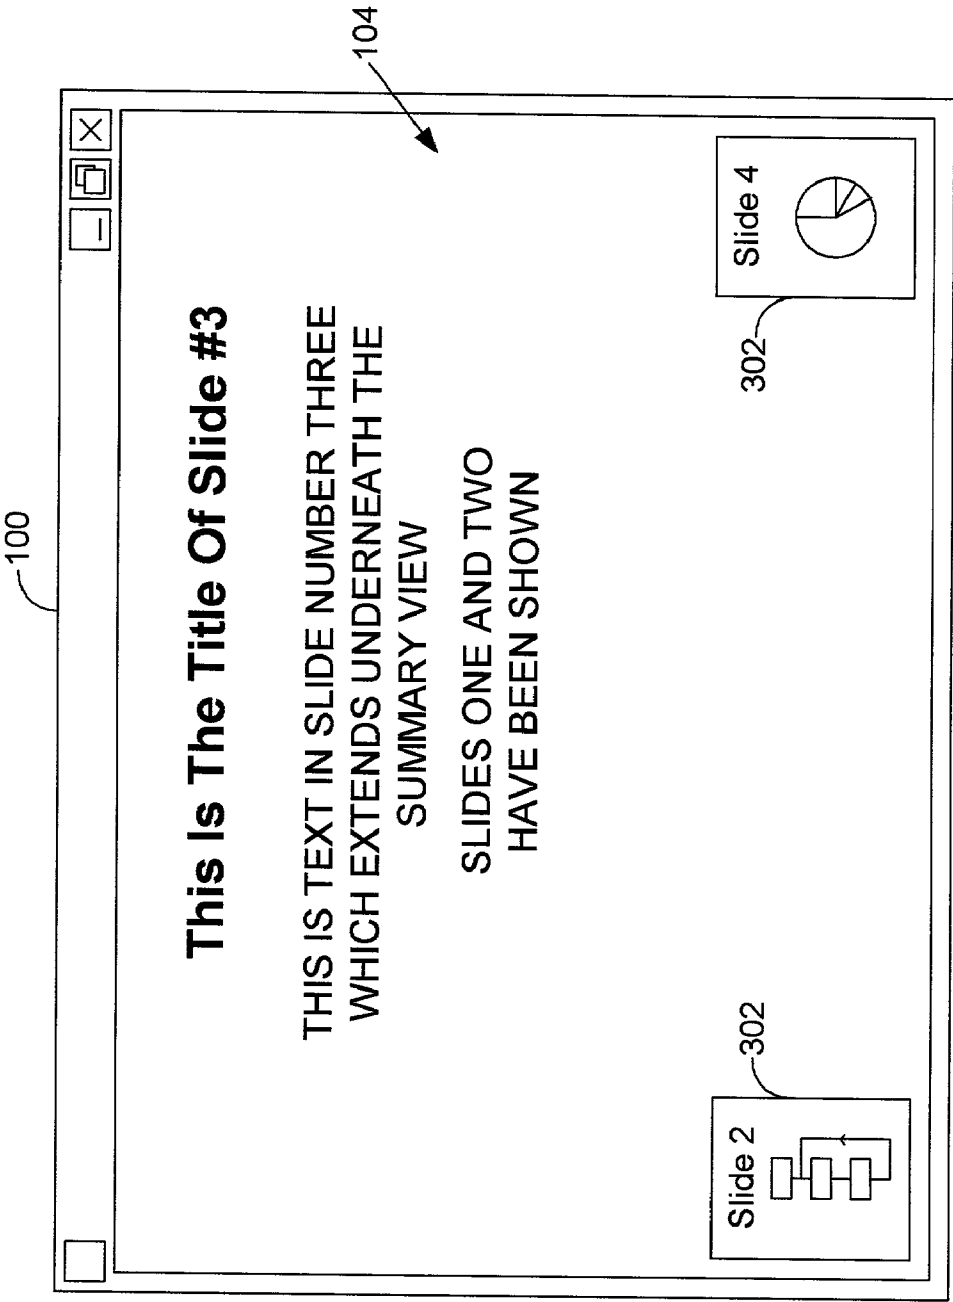 100
104
This Is The Title Of Slide #3
THIS IS TEXT IN SLIDE NUMBER THREE
WHICH EXTENDS UNDERNEATH THE
SUMMARY VIEW
SLIDES ONE AND TWO
HAVE BEEN SHOWN
302
Slide 2
302
Slide 4